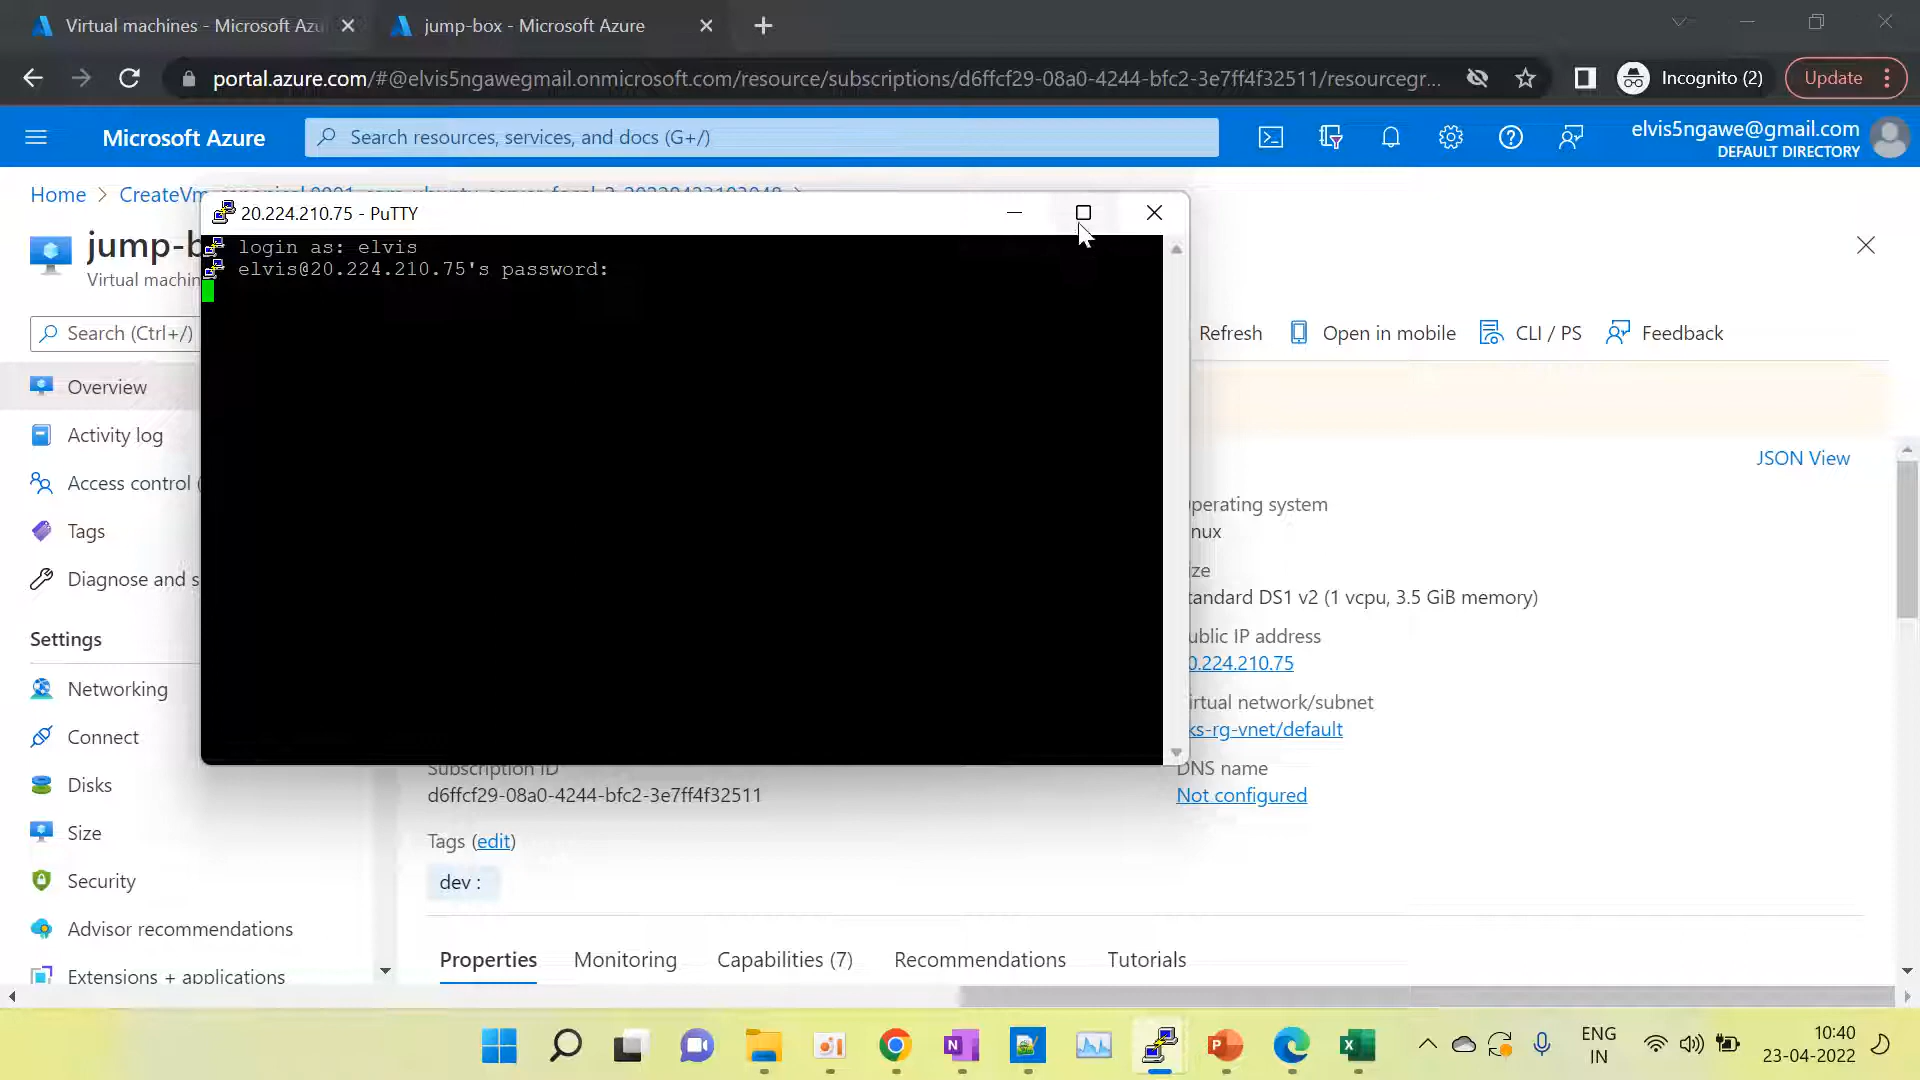 Virtual machines - Microsoft Azu
jump-box - Microsoft Azure
portal.azure.com/#@elvis5ngawegmail.onmicrosoft.com/resource/subscriptions/d6ffcf29-08a0-4244-bfc2-3e7ff4f32511/resourcegr...
Incognito (2)
Update
Microsoft Azure
Search resources, services, and docs (G+/)
elvis5ngawe@gmail.com
DEFAULT DIRECTORY
Home > CreateVm
20.224.210.75 - PuTTY
login as: elvis
elvis@20.224.210.75's password:
jump-b
Virtual machin
Search (Ctrl+/)
Refresh
Open in mobile
CLI / PS
Feedback
Overview
Activity log
Access control (
Tags
Diagnose and s
Settings
Networking
Connect
Disks
Size
Security
Advisor recommendations
Extensions + applications
JSON View
perating system
nux
ze
tandard DS1 v2 (1 vcpu, 3.5 GiB memory)
ublic IP address
0.224.210.75
irtual network/subnet
ks-rg-vnet/default
DNS name
Not configured
Subscription ID
d6ffcf29-08a0-4244-bfc2-3e7ff4f32511
Tags (edit)
dev :
Properties
Monitoring
Capabilities (7)
Recommendations
Tutorials
ENG
IN
10:40
23-04-2022